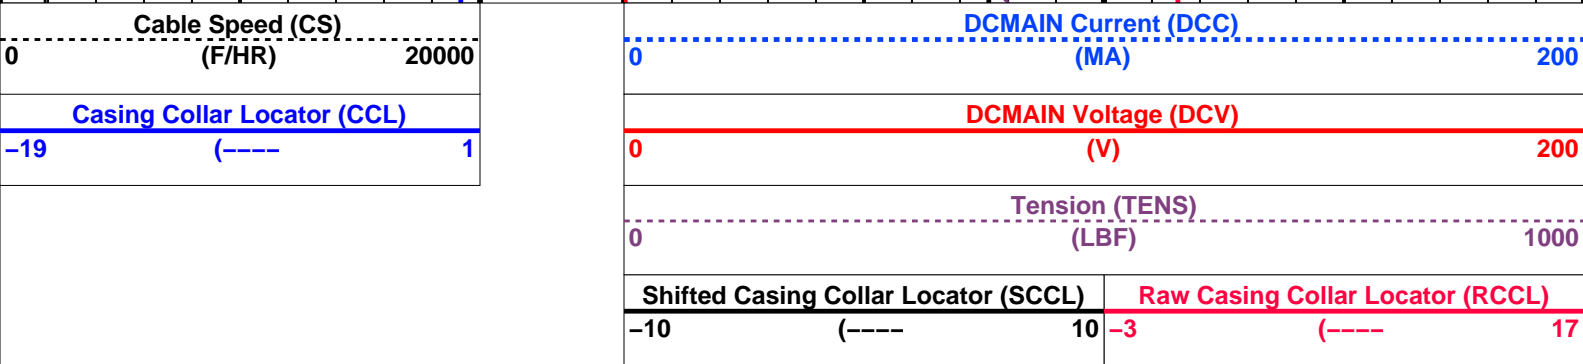 Cable Speed (CS)
0 (F/HR) 20000
Casing Collar Locator (CCL)
−19 (−−−− 1
DCMAIN Current (DCC)
0 (MA) 200
DCMAIN Voltage (DCV)
0 (V) 200
Tension (TENS)
0 (LBF) 1000
Shifted Casing Collar Locator (SCCL)
−10 (−−−− 10
Raw Casing Collar Locator (RCCL)
−3 (−−−− 17